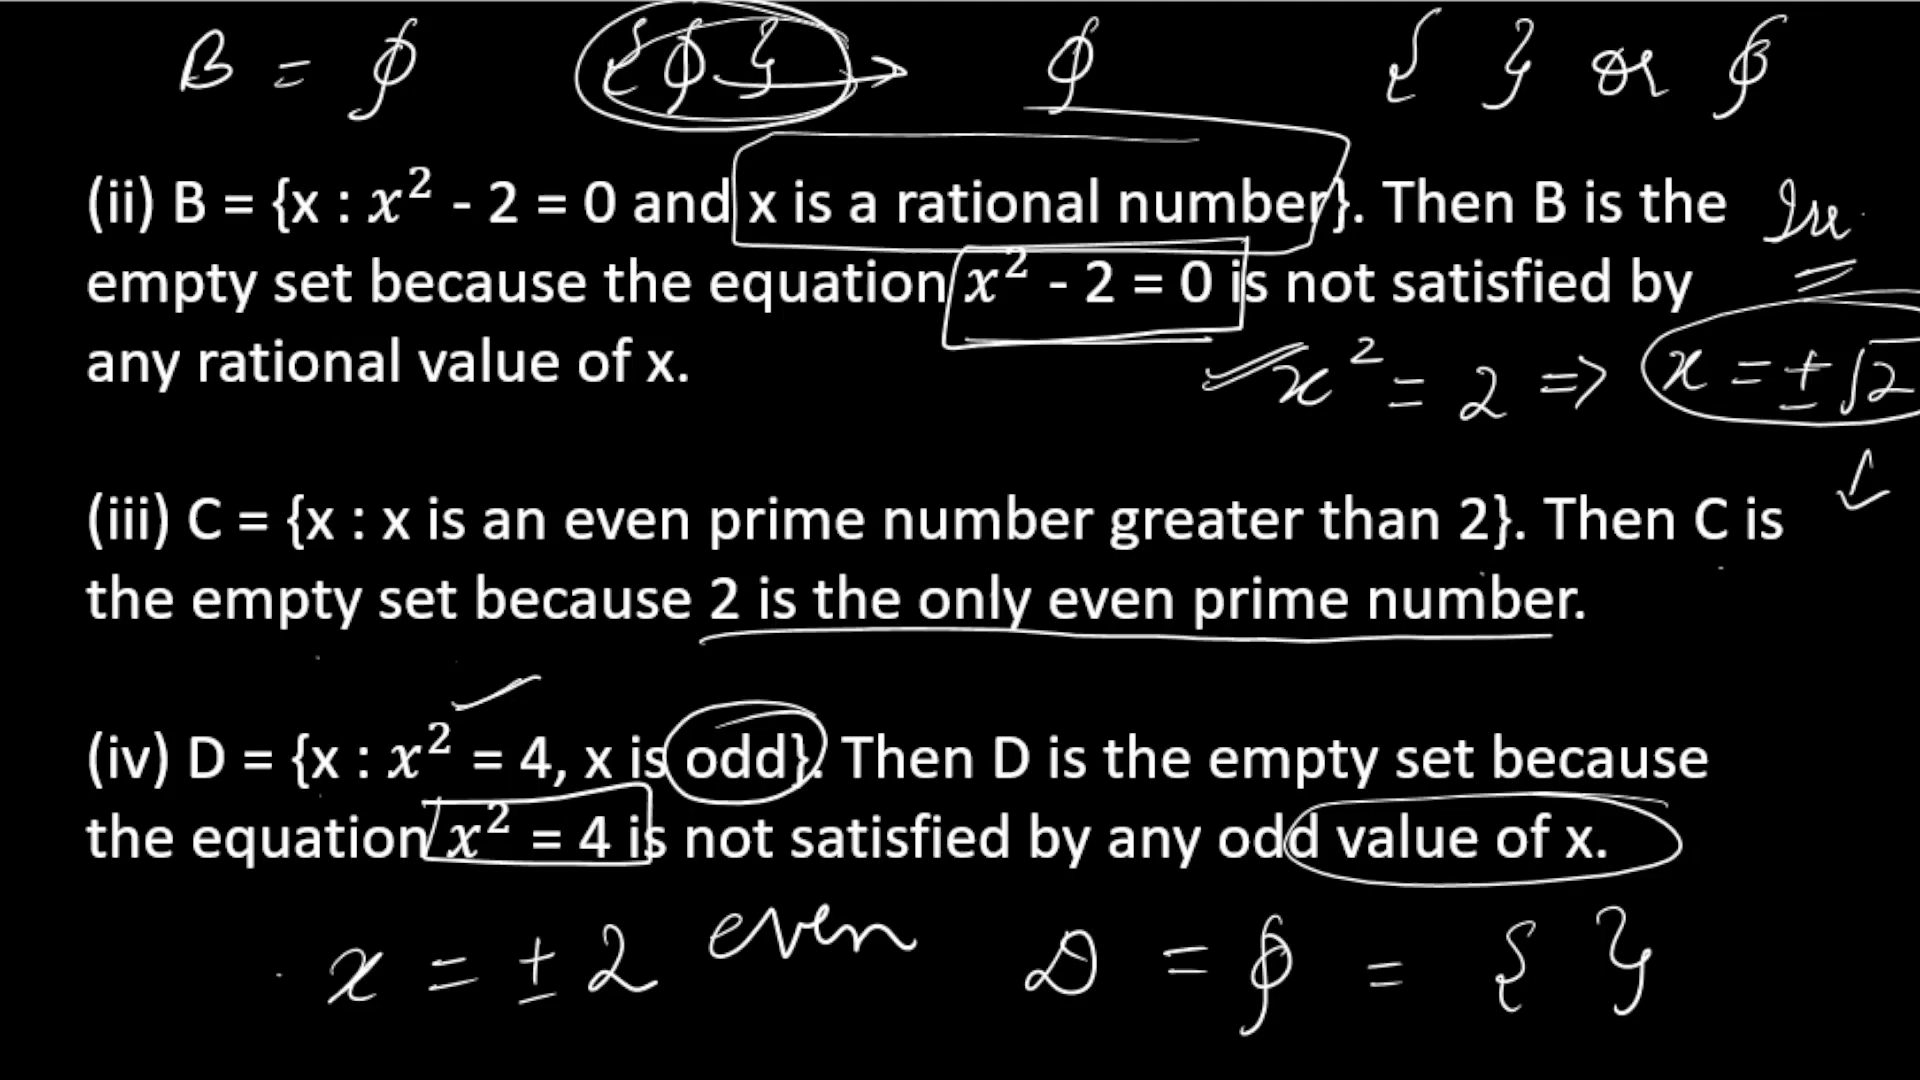 B = ϕ {ϕ} → ϕ { } or ϕ
(ii) B = {x : x² - 2 = 0 and x is a rational number}. Then B is the Irr.
empty set because the equation x² - 2 = 0 is not satisfied by
any rational value of x.
x² = 2 => x = ± √2
(iii) C = {x : x is an even prime number greater than 2}. Then C is
the empty set because 2 is the only even prime number.
(iv) D = {x : x² = 4, x is odd}. Then D is the empty set because
the equation x² = 4 is not satisfied by any odd value of x.
x = ± 2 even D = ϕ = { }